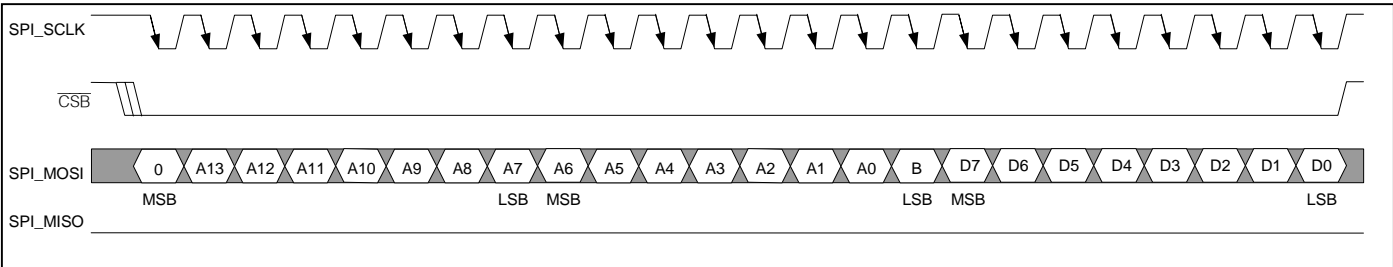 SPI_SCLK
CSB
SPI_MOSI 0 A13 A12 A11 A10 A9 A8 A7 A6 A5 A4 A3 A2 A1 A0 B D7 D6 D5 D4 D3 D2 D1 D0
MSB LSB MSB LSB MSB LSB
SPI_MISO